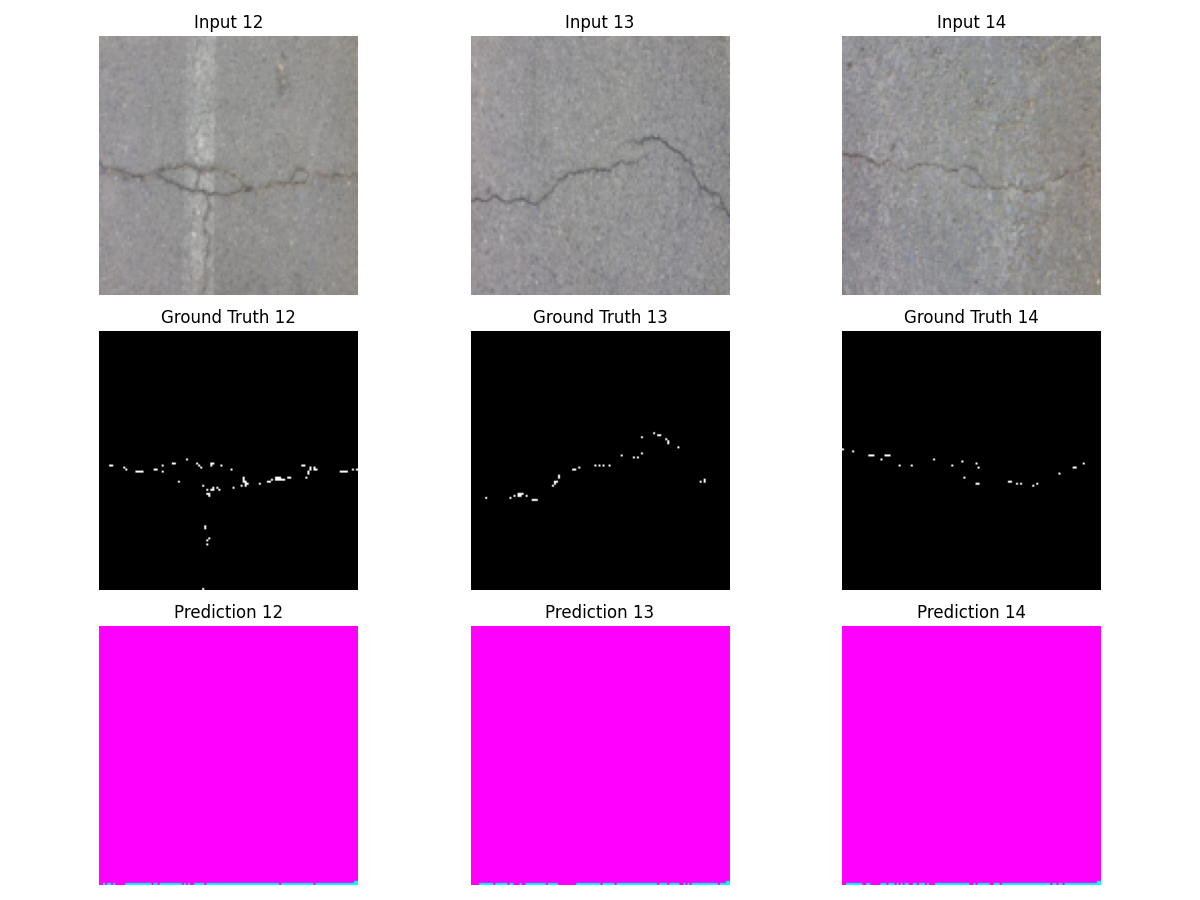 Input 12
Input 13
Input 14
Ground Truth 12
Ground Truth 13
Ground Truth 14
Prediction 12
Prediction 13
Prediction 14